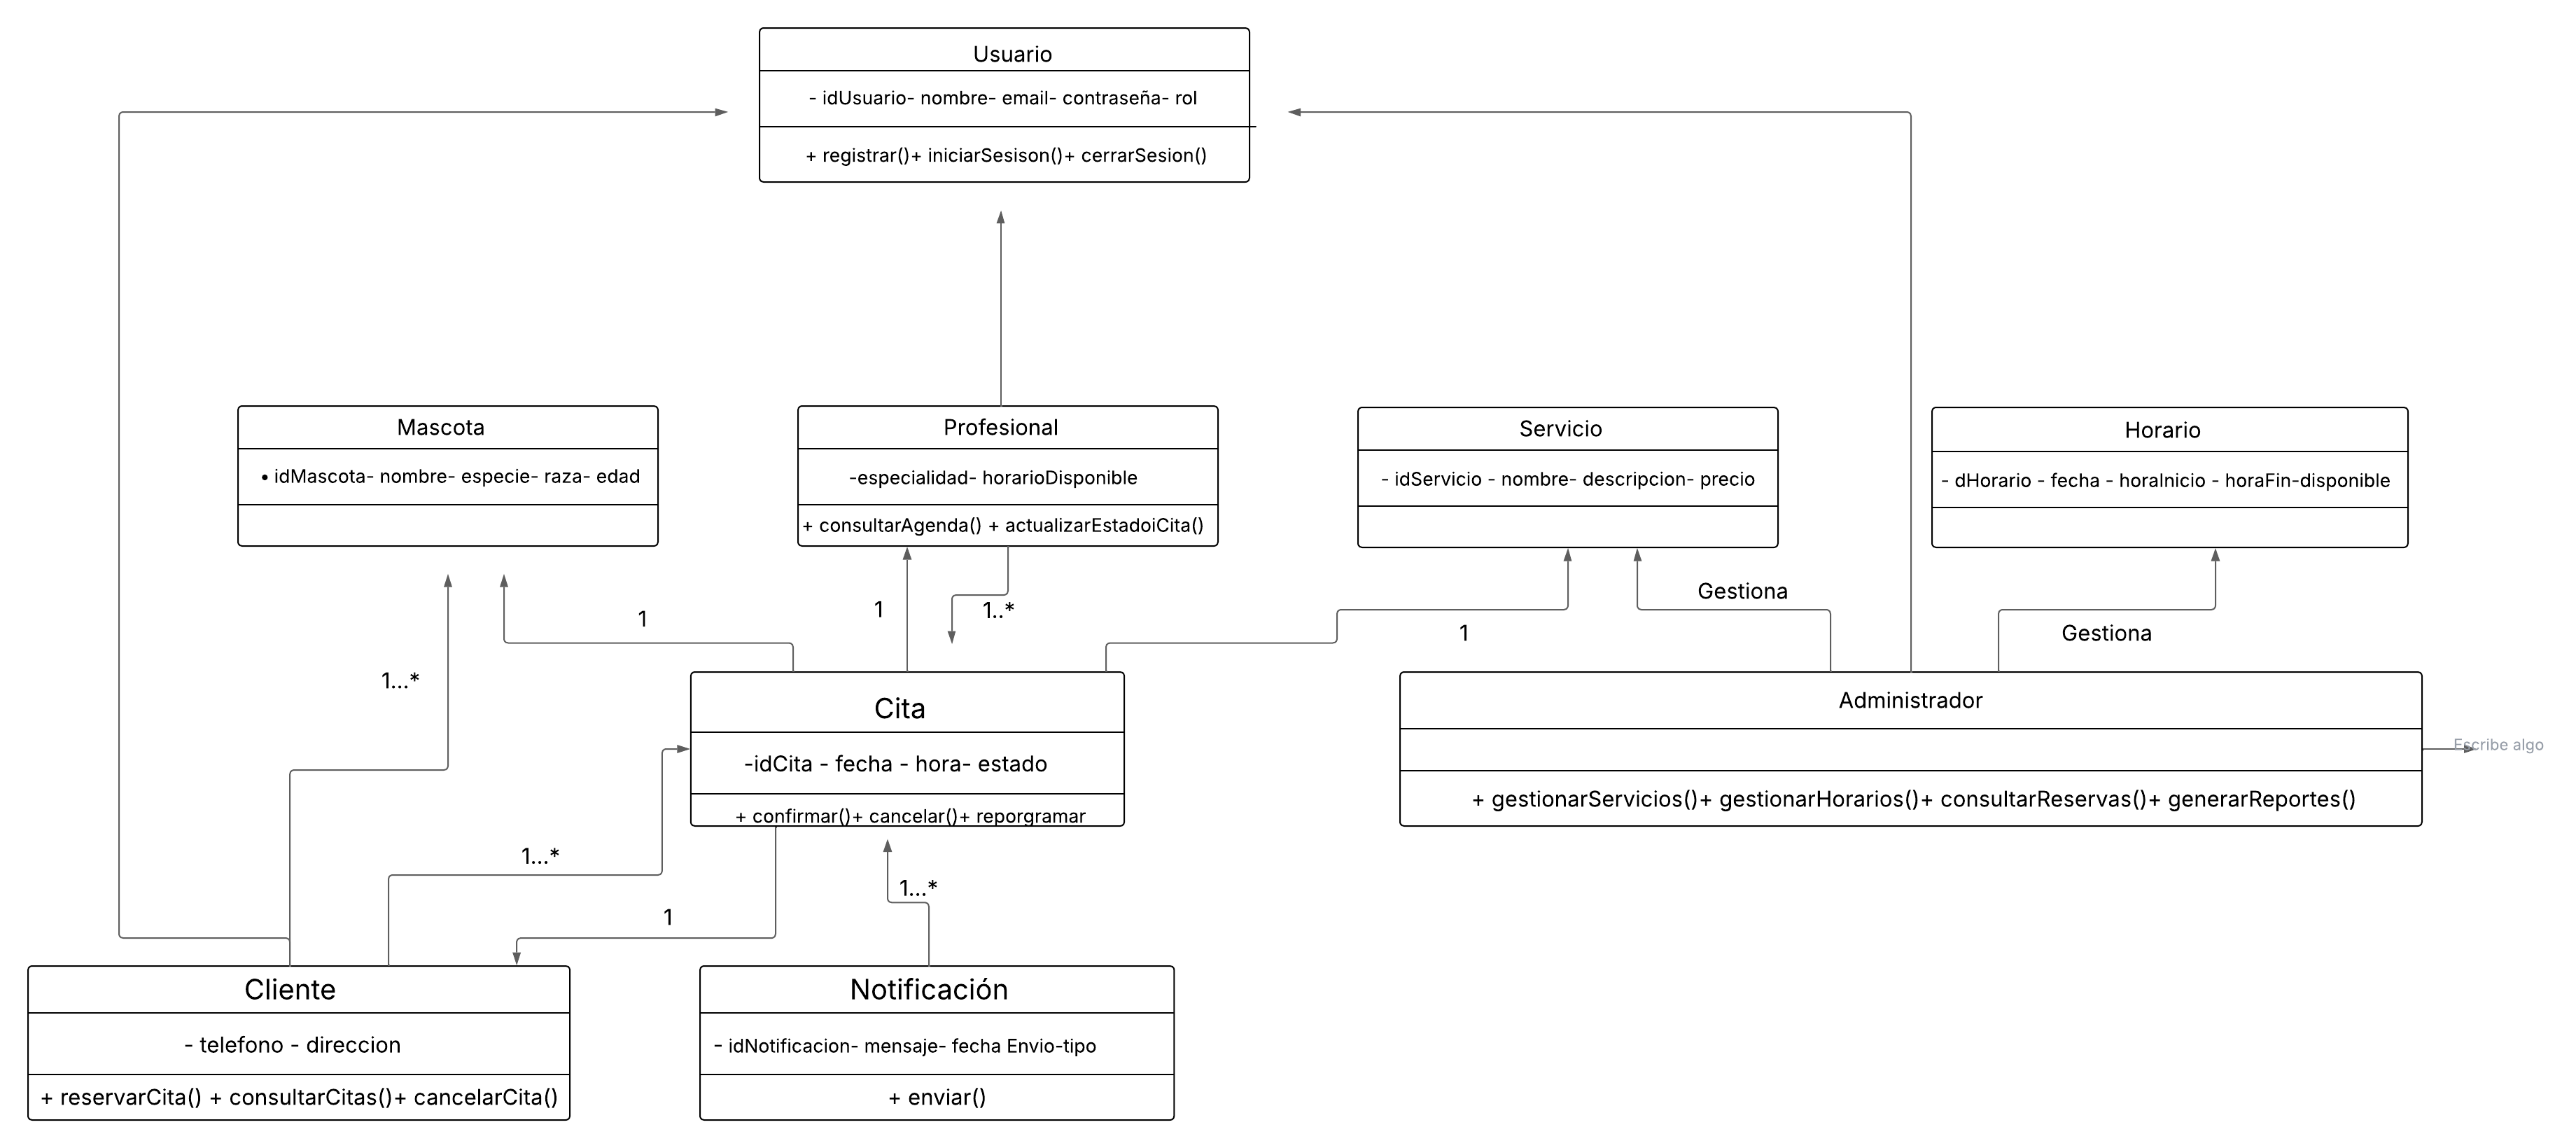 Usuario
- idUsuario- nombre- email- contraseña- rol
+ registrar()+ iniciarSesison()+ cerrarSesion()
Mascota
• idMascota- nombre- especie- raza- edad
Profesional
-especialidad- horarioDisponible
+ consultarAgenda() + actualizarEstadoiCita()
Servicio
- idServicio - nombre- descripcion- precio
Horario
- dHorario - fecha - horaInicio - horaFin-disponible
Gestiona
1
1
1..*
1
Gestiona
1...*
Cita
-idCita - fecha - hora- estado
+ confirmar()+ cancelar()+ reporgramar
Administrador
+ gestionarServicios()+ gestionarHorarios()+ consultarReservas()+ generarReportes()
Escribe algo
1...*
1...*
1
Cliente
- telefono - direccion
+ reservarCita() + consultarCitas()+ cancelarCita()
Notificación
- idNotificacion- mensaje- fecha Envio-tipo
+ enviar()